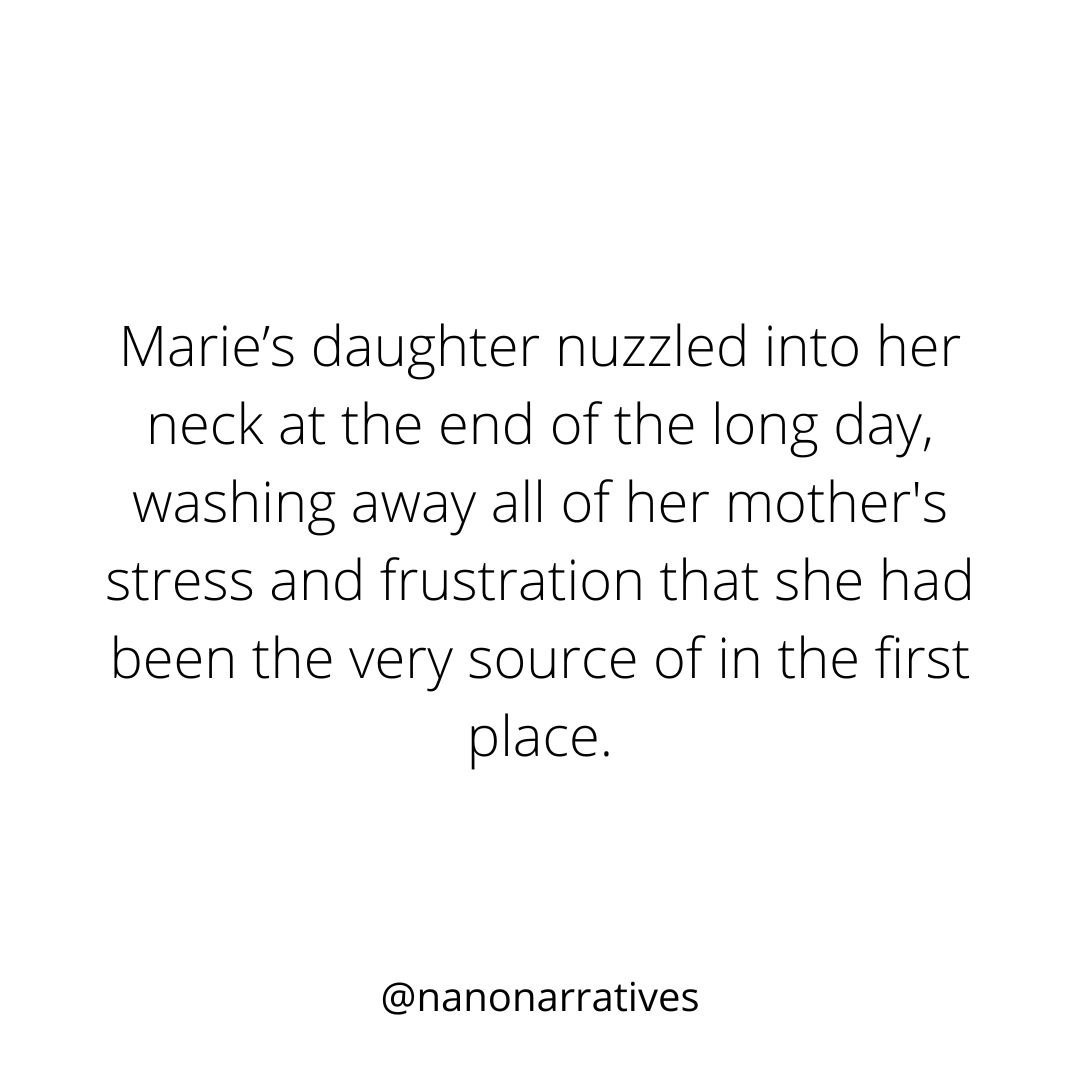 Marie’s daughter nuzzled into her
neck at the end of the long day,
washing away all of her mother's
stress and frustration that she had
been the very source of in the first
place.
@nanonarratives